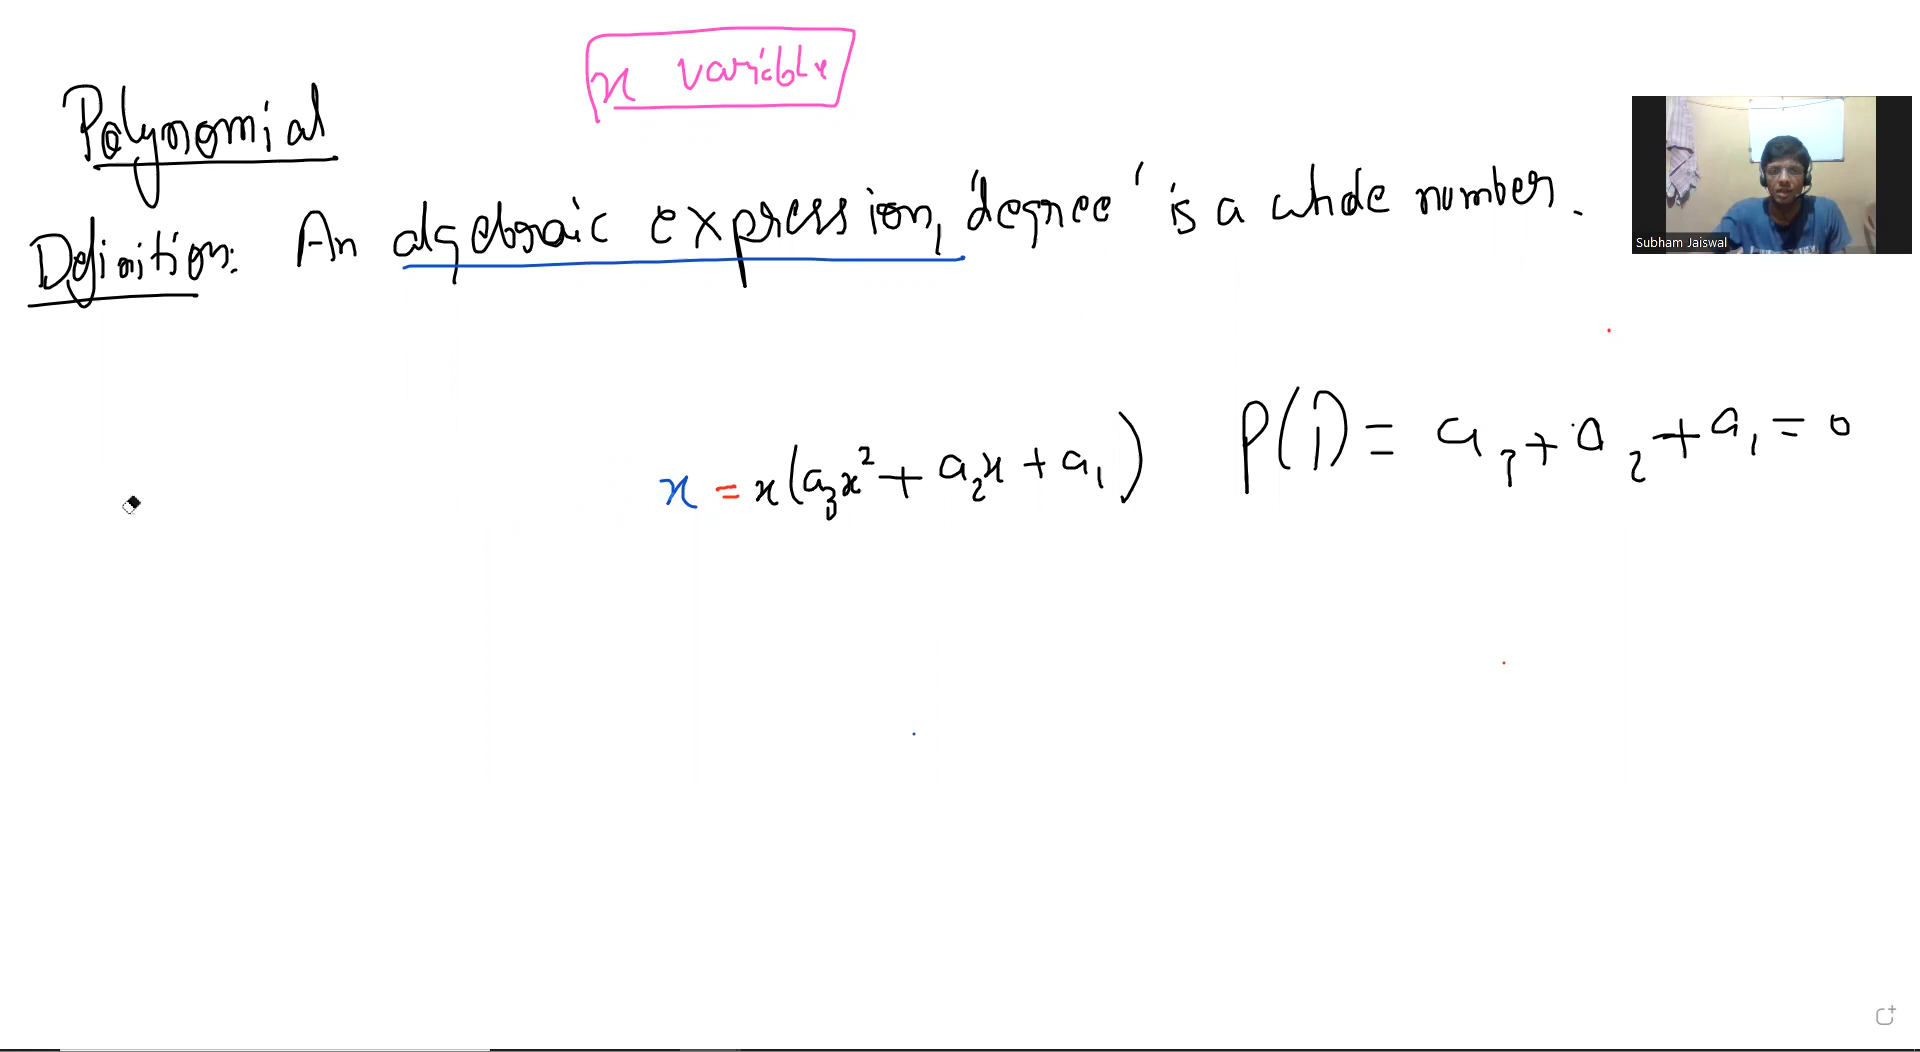 x variable
Polynomial
Definition: An algebraic expression, 'degree' is a whole number.
Subham Jaiswal
x = x(a₃x² + a₂x + a₁) P(1) = a₃ + a₂ + a₁ = 0